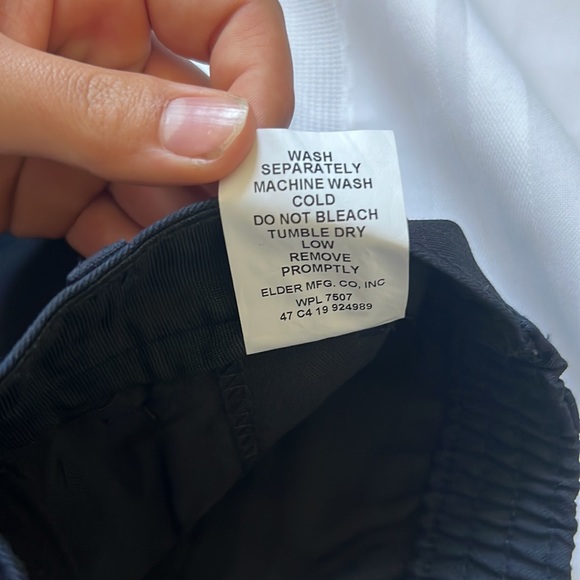 WASH
SEPARATELY
MACHINE WASH
COLD
DO NOT BLEACH
TUMBLE DRY
LOW
REMOVE
PROMPTLY
ELDER MFG. CO, INC
WPL 7507
47 C4 19 924989